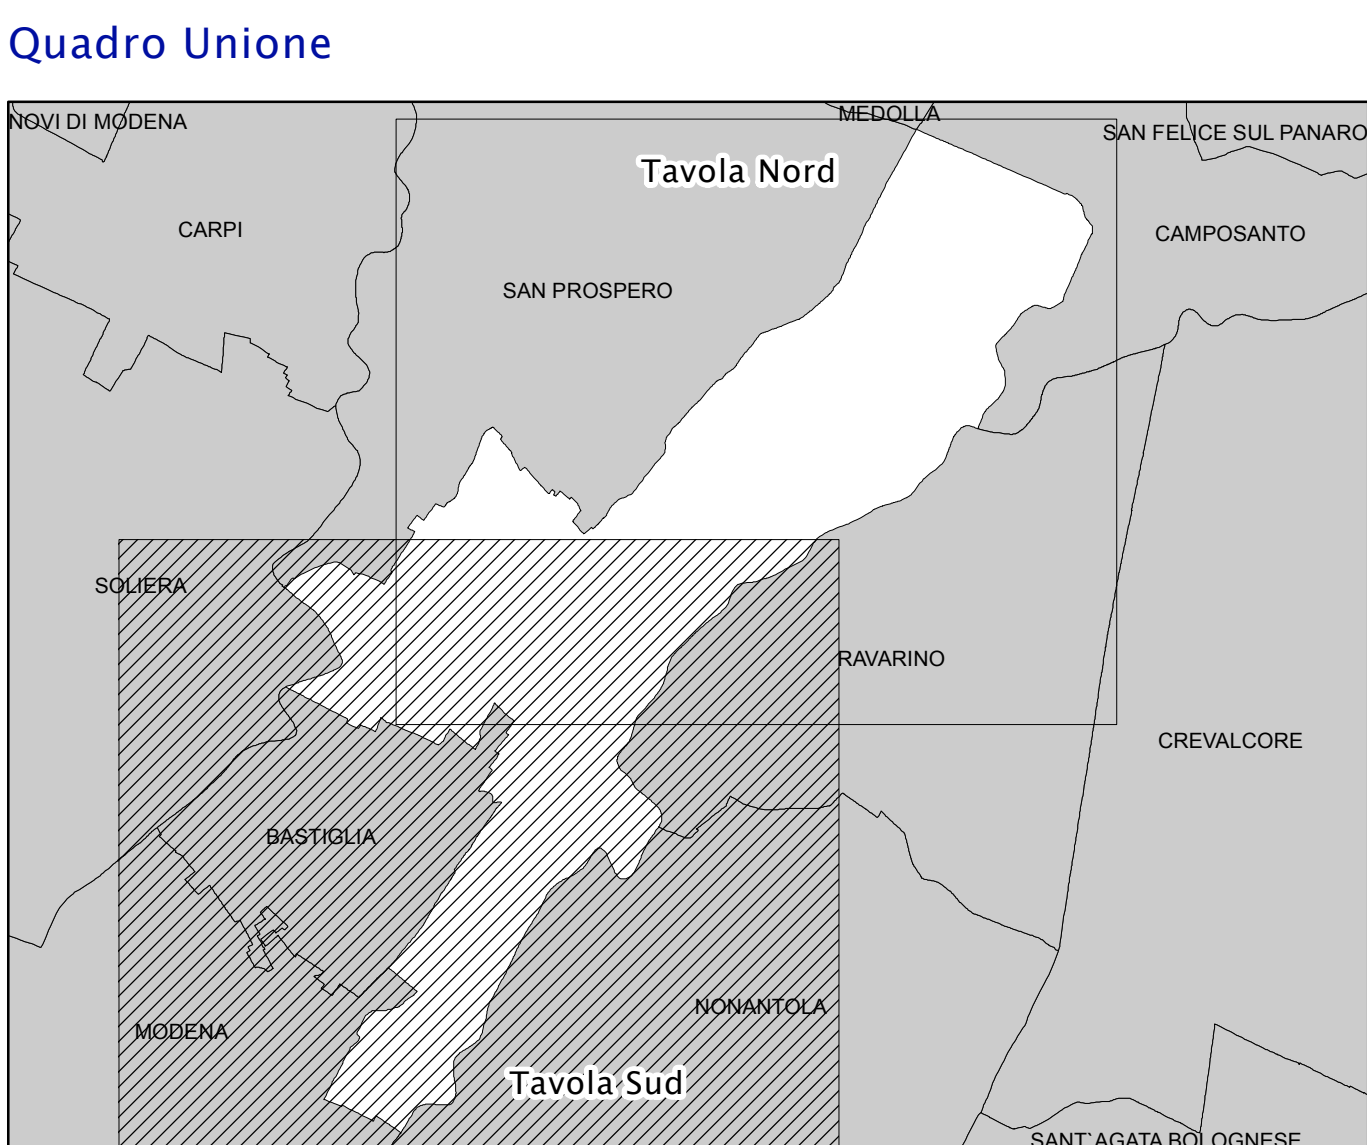 Quadro Unione
NOVI DI MODENA
MEDOLLA
SAN FELICE SUL PANARO
Tavola Nord
CARPI
CAMPOSANTO
SAN PROSPERO
SOLIERA
RAVARINO
CREVALCORE
BASTIGLIA
NONANTOLA
MODENA
Tavola Sud
SANT`AGATA BOLOGNESE